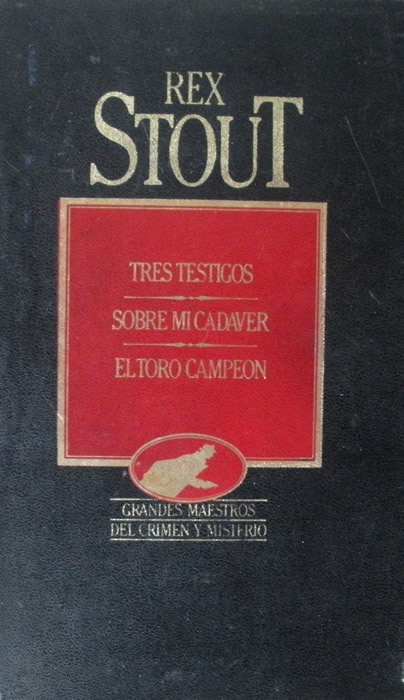 REX
STOUT
TRES TESTIGOS
SOBRE MI CADAVER
EL TORO CAMPEON
GRANDES MAESTROS
DEL CRIMEN Y MISTERIO